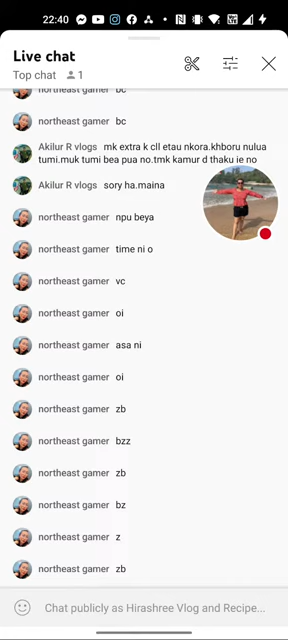 22:40
Live chat
Top chat 1
northeast gamer bc
northeast gamer bc
Akilur R vlogs mk extra k cll etau nkora.khboru nulua
tumi.muk tumi bea pua no.tmk kamur d thaku ie no
Akilur R vlogs sory ha.maina
northeast gamer npu beya
northeast gamer time ni o
northeast gamer vc
northeast gamer oi
northeast gamer asa ni
northeast gamer oi
northeast gamer zb
northeast gamer bzz
northeast gamer zb
northeast gamer bz
northeast gamer z
northeast gamer zb
Chat publicly as Hirashree Vlog and Recipe...